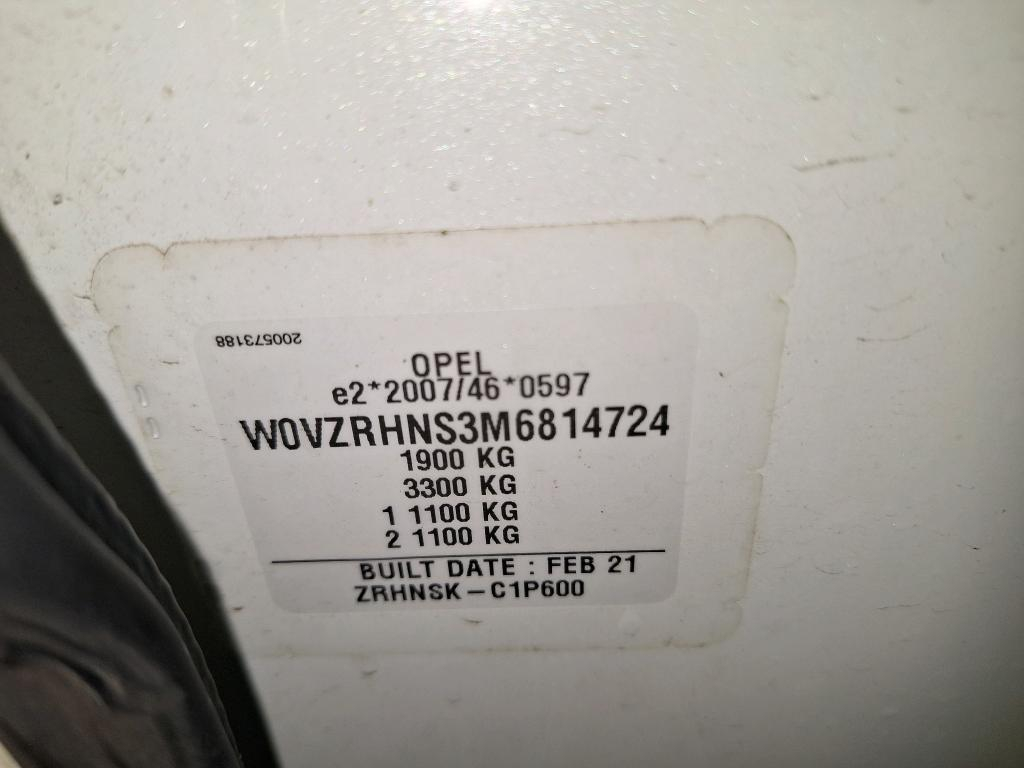 200573188
OPEL
e2*2007/46*0597
W0VZRHNS3M6814724
1900 KG
3300 KG
1 1100 KG
2 1100 KG
BUILT DATE : FEB 21
ZRHNSK-C1P600